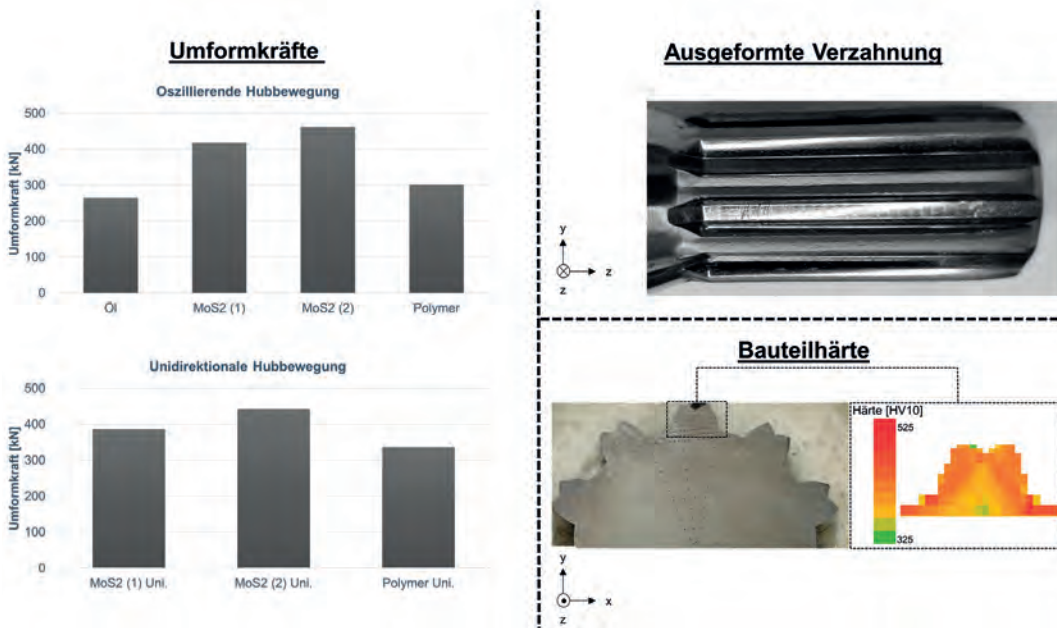 Umformkräfte
Oszillierende Hubbewegung
Umformkraft [kN]
500
400
300
200
100
0
Öl
MoS2 (1)
MoS2 (2)
Polymer
Unidirektionale Hubbewegung
Umformkraft [kN]
500
400
300
200
100
0
MoS2 (1) Uni.
MoS2 (2) Uni.
Polymer Uni.
Ausgeformte Verzahnung
y
z
z
Bauteilhärte
Härte [HV10]
525
325
y
x
z